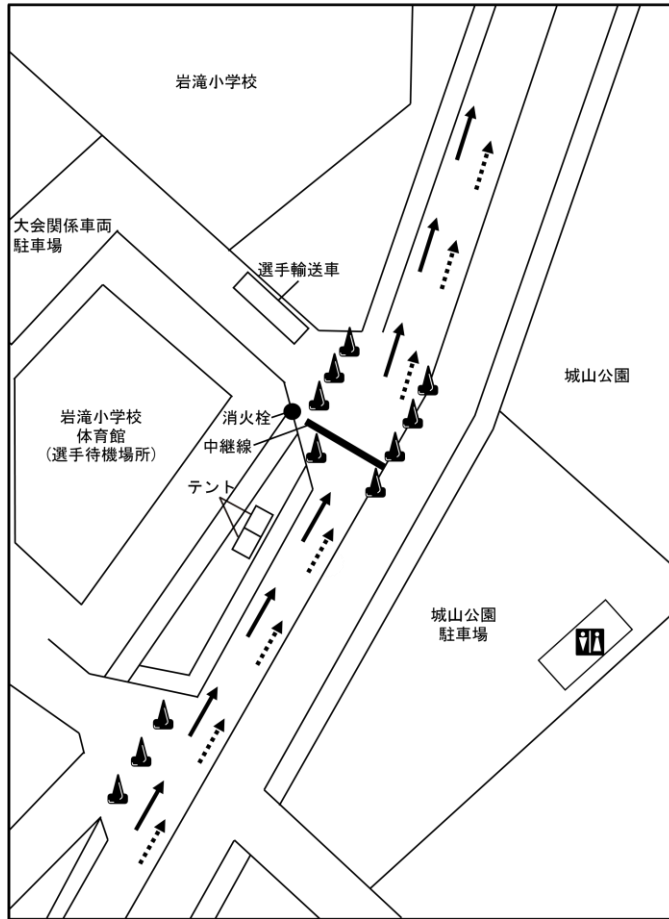 岩滝小学校
大会関係車両
駐車場
選手輸送車
城山公園
岩滝小学校
体育館
（選手待機場所）
消火栓
中継線
テント
城山公園
駐車場